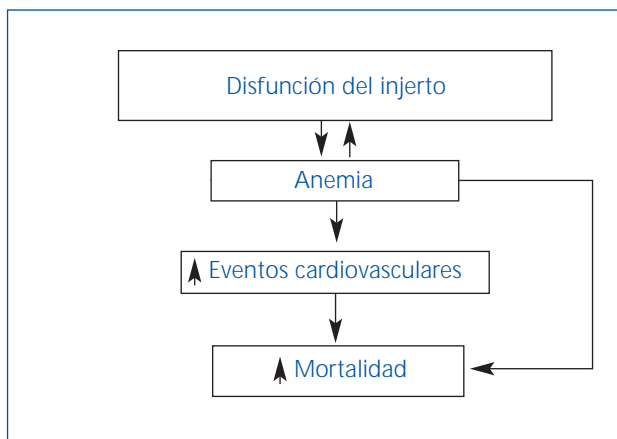 Disfunción del injerto
Anemia
Eventos cardiovasculares
Mortalidad